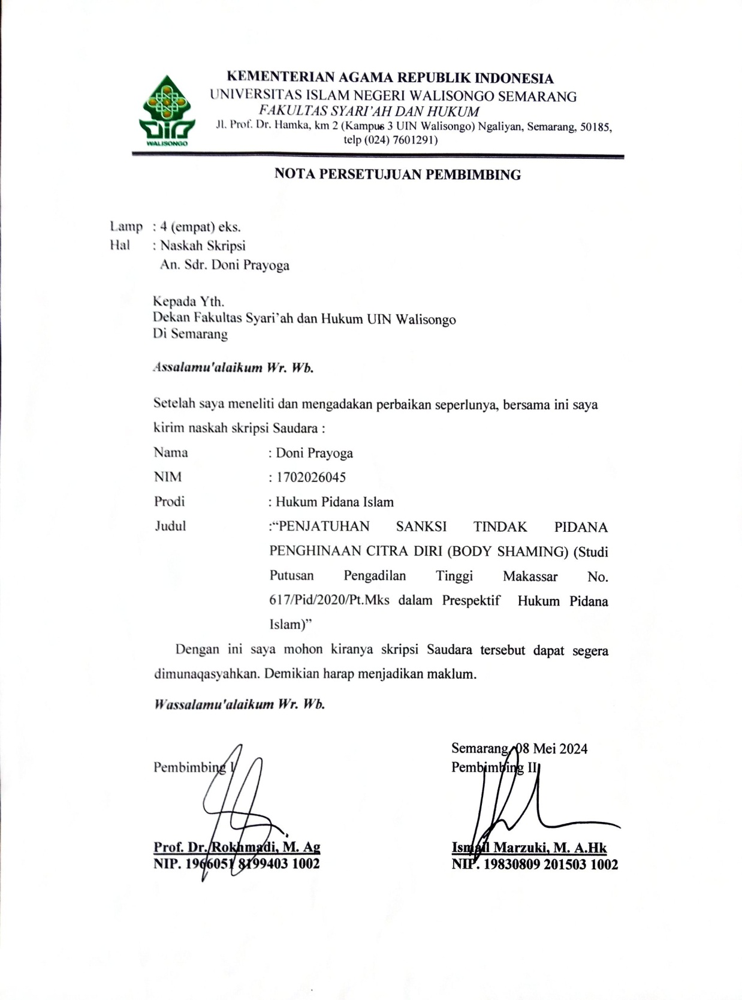 KEMENTERIAN AGAMA REPUBLIK INDONESIA
UNIVERSITAS ISLAM NEGERI WALISONGO SEMARANG
FAKULTAS SYARI'AH DAN HUKUM
Jl. Prof. Dr. Hamka, km 2 (Kampus 3 UIN Walisongo) Ngaliyan, Semarang, 50185,
telp (024) 7601291)
UIN
WALISONGO
NOTA PERSETUJUAN PEMBIMBING
Lamp : 4 (empat) eks.
Hal : Naskah Skripsi
An. Sdr. Doni Prayoga
Kepada Yth.
Dekan Fakultas Syari'ah dan Hukum UIN Walisongo
Di Semarang
Assalamu'alaikum Wr. Wb.
Setelah saya meneliti dan mengadakan perbaikan seperlunya, bersama ini saya
kirim naskah skripsi Saudara :
Nama : Doni Prayoga
NIM : 1702026045
Prodi : Hukum Pidana Islam
Judul :“PENJATUHAN SANKSI TINDAK PIDANA
PENGHINAAN CITRA DIRI (BODY SHAMING) (Studi
Putusan Pengadilan Tinggi Makassar No.
617/Pid/2020/Pt.Mks dalam Prespektif Hukum Pidana
Islam)”
Dengan ini saya mohon kiranya skripsi Saudara tersebut dapat segera
dimunaqasyahkan. Demikian harap menjadikan maklum.
Wassalamu'alaikum Wr. Wb.
Semarang, 08 Mei 2024
Pembimbing I Pembimbing II
Prof. Dr. Rokhmadi, M. Ag Ismail Marzuki, M. A.Hk
NIP. 1966051 8199403 1002 NIP. 19830809 201503 1002